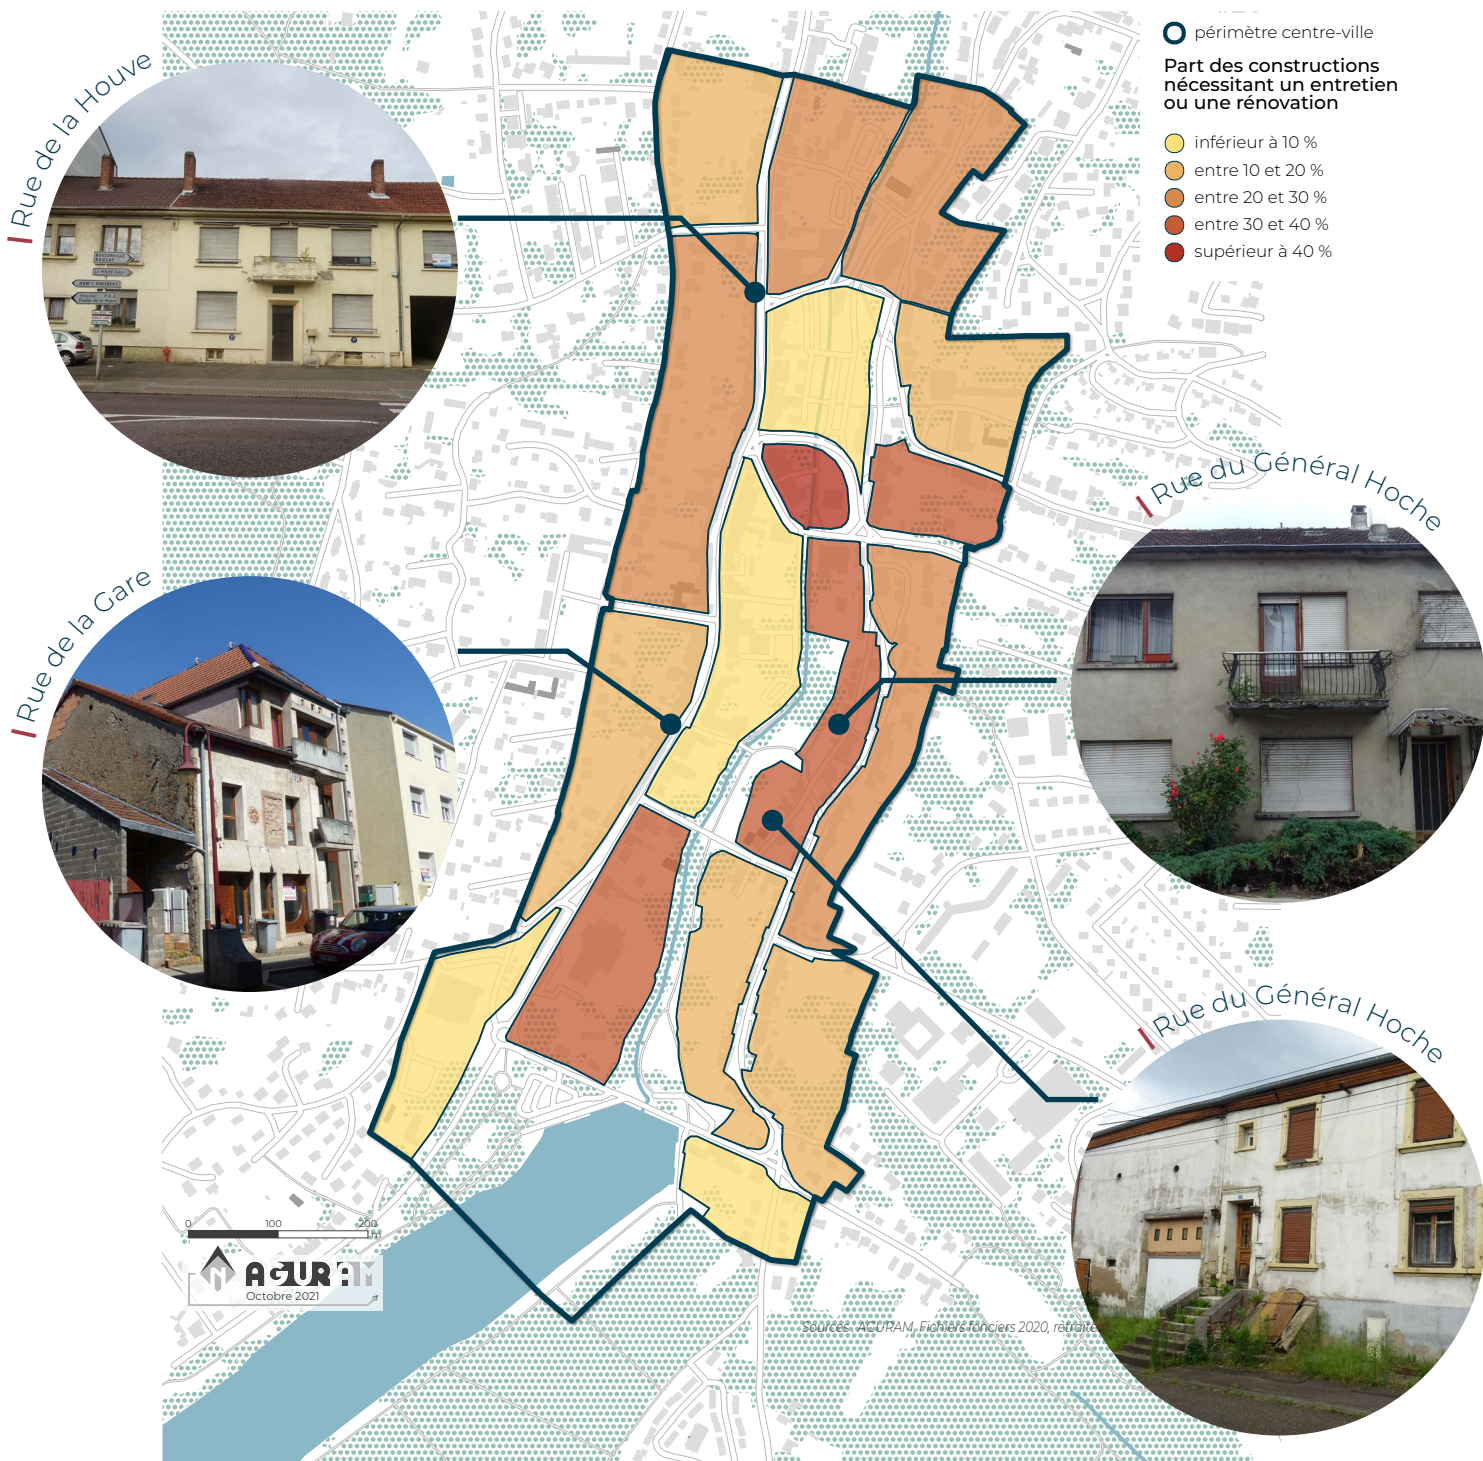 périmètre centre-ville
Part des constructions
nécessitant un entretien
ou une rénovation
inférieur à 10 %
entre 10 et 20 %
entre 20 et 30 %
entre 30 et 40 %
supérieur à 40 %
Rue de la Houve
Rue de la Gare
Rue du Général Hoche
Rue du Général Hoche
0 100 200
m
N
AGURAM
Octobre 2021
Sources : AGURAM, Fichiers fonciers 2020, retraité
BOUZONVILLE